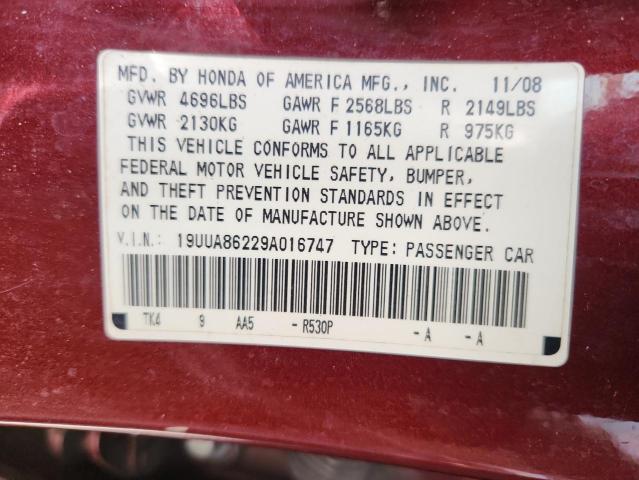 MFD. BY HONDA OF AMERICA MFG., INC. 11/08
GVWR 4696LBS GAWR F 2568LBS R 2149LBS
GVWR 2130KG GAWR F 1165KG R 975KG
THIS VEHICLE CONFORMS TO ALL APPLICABLE
FEDERAL MOTOR VEHICLE SAFETY, BUMPER,
AND THEFT PREVENTION STANDARDS IN EFFECT
ON THE DATE OF MANUFACTURE SHOWN ABOVE.
V.I.N.: 19UUA86229A016747 TYPE: PASSENGER CAR
TK4 9 AA5 - R530P - A - A